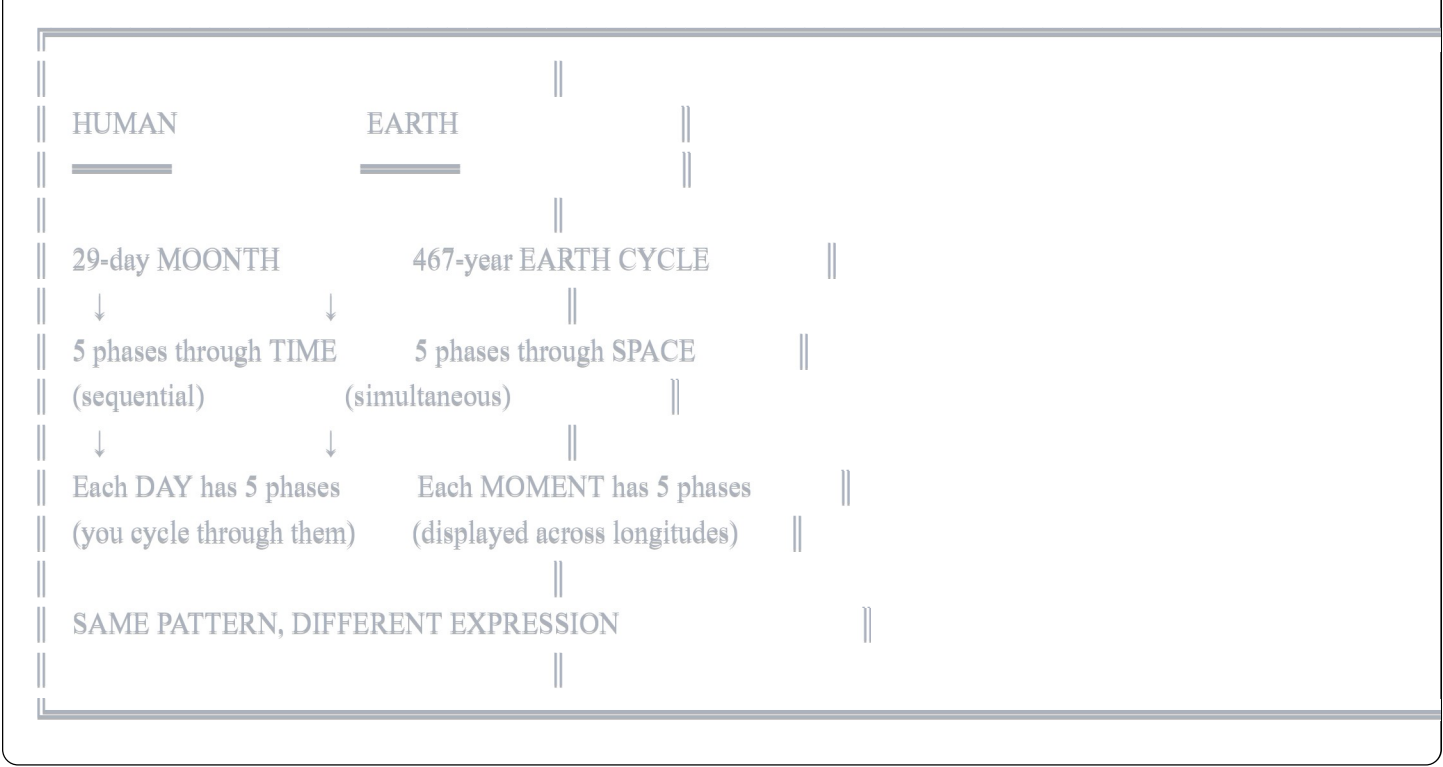 HUMAN EARTH
29-day MOONTH 467-year EARTH CYCLE
↓ ↓
5 phases through TIME 5 phases through SPACE
(sequential) (simultaneous)
↓ ↓
Each DAY has 5 phases Each MOMENT has 5 phases
(you cycle through them) (displayed across longitudes)
SAME PATTERN, DIFFERENT EXPRESSION